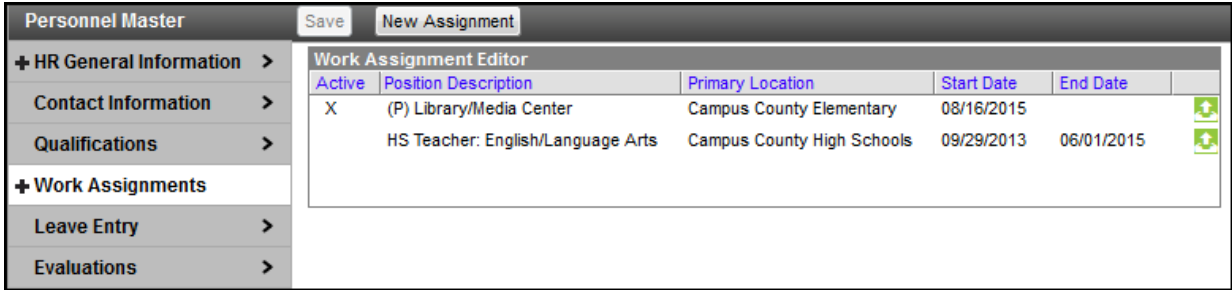 Personnel Master
Save New Assignment
+ HR General Information >
Contact Information >
Qualifications >
+ Work Assignments
Leave Entry >
Evaluations >
Work Assignment Editor
Active Position Description Primary Location Start Date End Date
X (P) Library/Media Center Campus County Elementary 08/16/2015
HS Teacher: English/Language Arts Campus County High Schools 09/29/2013 06/01/2015